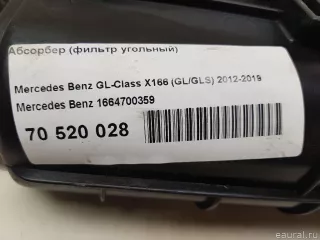 Абсорбер (фильтр угольный)
Mercedes Benz GL-Class X166 (GL/GLS) 2012-2019
Mercedes Benz 1664700359
70 520 028
eaural.ru